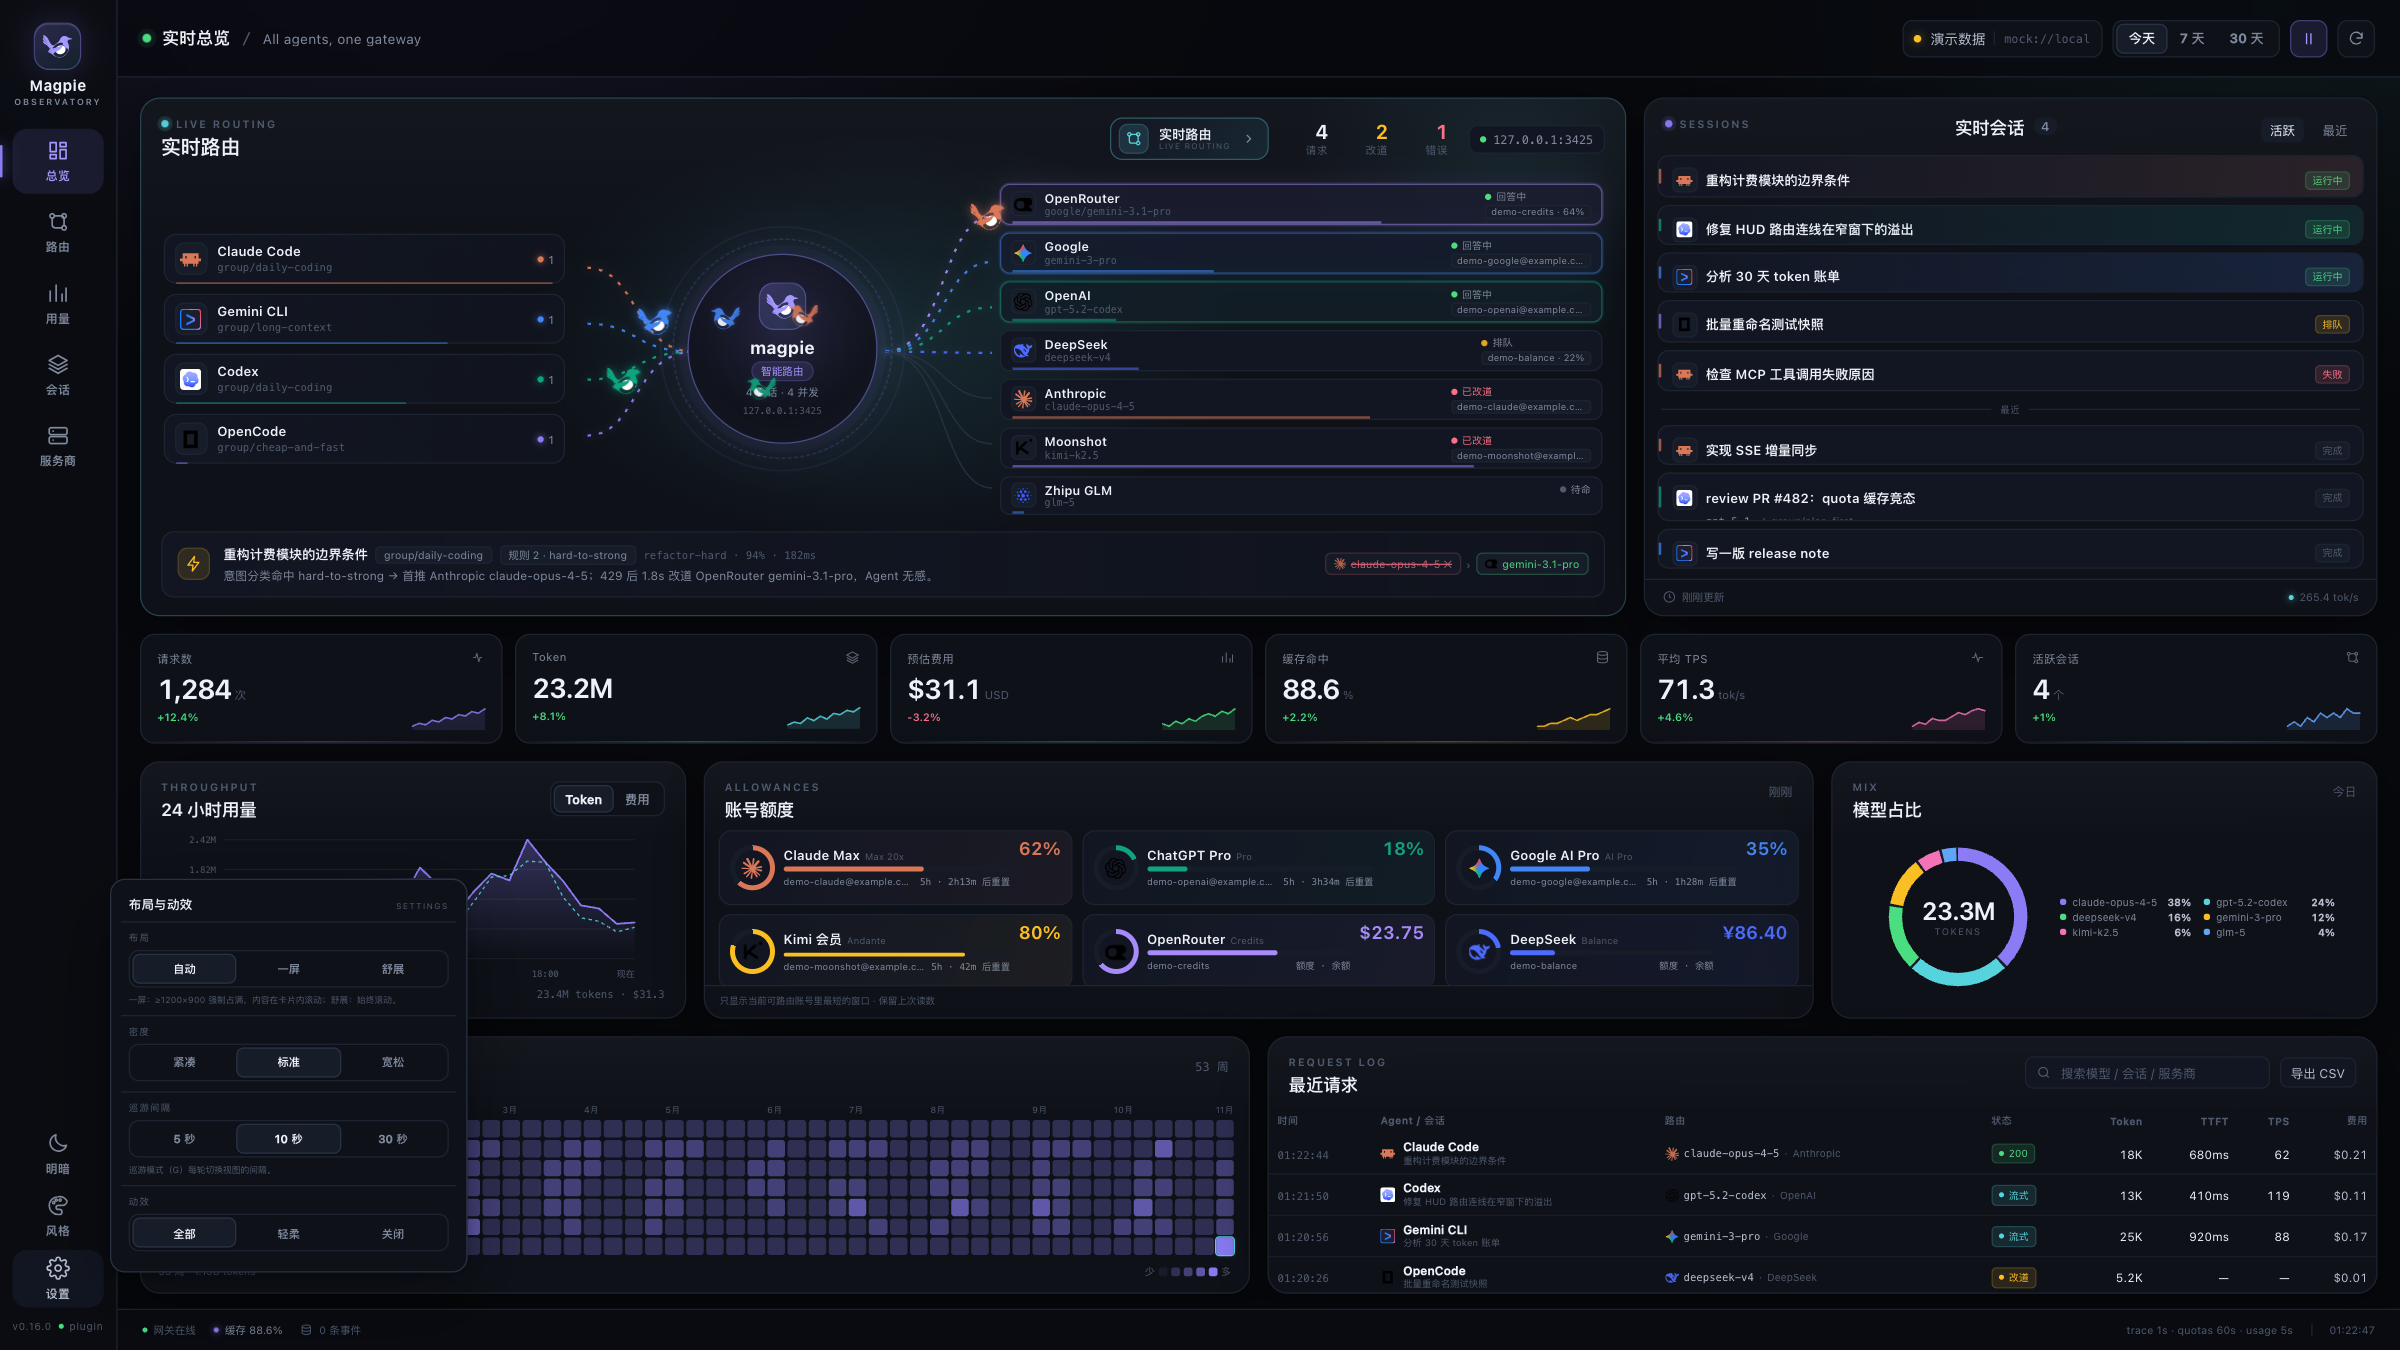 Magpie
OBSERVATORY
总览
路由
用量
会话
服务商
明暗
风格
设置
v0.16.0 plugin
实时总览 / All agents, one gateway
演示数据 mock://local
今天 7 天 30 天
LIVE ROUTING
实时路由
实时路由
LIVE ROUTING
4 请求
2 改道
1 错误
127.0.0.1:3425
Claude Code
group/daily-coding
1
Gemini CLI
group/long-context
1
Codex
group/daily-coding
1
OpenCode
group/cheap-and-fast
1
magpie
智能路由
话 · 4 并发
127.0.0.1:3425
OpenRouter
google/gemini-3.1-pro
回答中
demo-credits · 64%
Google
gemini-3-pro
回答中
demo-google@example.c…
OpenAI
gpt-5.2-codex
回答中
demo-openai@example.c…
DeepSeek
deepseek-v4
排队
demo-balance · 22%
Anthropic
claude-opus-4-5
已改道
demo-claude@example.c…
Moonshot
kimi-k2.5
已改道
demo-moonshot@exampl…
Zhipu GLM
glm-5
待命
重构计费模块的边界条件 group/daily-coding 规则 2 · hard-to-strong refactor-hard · 94% · 182ms
意图分类命中 hard-to-strong → 首推 Anthropic claude-opus-4-5；429 后 1.8s 改道 OpenRouter gemini-3.1-pro，Agent 无感。
claude-opus-4-5 ✕ › gemini-3.1-pro
SESSIONS
实时会话 4
活跃 最近
重构计费模块的边界条件 运行中
修复 HUD 路由连线在窄窗下的溢出 运行中
分析 30 天 token 账单 运行中
批量重命名测试快照 排队
检查 MCP 工具调用失败原因 失败
最近
实现 SSE 增量同步 完成
review PR #482：quota 缓存竞态 完成
写一版 release note 完成
刚刚更新 265.4 tok/s
请求数
1,284 次
+12.4%
Token
23.2M
+8.1%
预估费用
$31.1 USD
-3.2%
缓存命中
88.6 %
+2.2%
平均 TPS
71.3 tok/s
+4.6%
活跃会话
4 个
+1%
THROUGHPUT
24 小时用量
Token 费用
2.42M
1.82M
18:00 现在
23.4M tokens · $31.3
ALLOWANCES
账号额度
刚刚
Claude Max Max 20x 62%
demo-claude@example.c… 5h · 2h13m 后重置
ChatGPT Pro Pro 18%
demo-openai@example.c… 5h · 3h34m 后重置
Google AI Pro AI Pro 35%
demo-google@example.c… 5h · 1h28m 后重置
Kimi 会员 Andante 80%
demo-moonshot@example.c… 5h · 42m 后重置
OpenRouter Credits $23.75
demo-credits 额度 · 余额
DeepSeek Balance ¥86.40
demo-balance 额度 · 余额
只显示当前可路由账号里最短的窗口 · 保留上次读数
MIX
模型占比
今日
23.3M
TOKENS
claude-opus-4-5 38%
gpt-5.2-codex 24%
deepseek-v4 16%
gemini-3-pro 12%
kimi-k2.5 6%
glm-5 4%
布局与动效 SETTINGS
布局
自动 一屏 舒展
一屏：≥1200×900 强制占满，内容在卡片内滚动；舒展：始终滚动。
密度
紧凑 标准 宽松
巡游间隔
5 秒 10 秒 30 秒
巡游模式（G）每轮切换视图的间隔。
动效
全部 轻柔 关闭
53 周
3月 4月 5月 6月 7月 8月 9月 10月 11月
少 多
REQUEST LOG
最近请求
搜索模型 / 会话 / 服务商
导出 CSV
时间 Agent / 会话 路由 状态 Token TTFT TPS 费用
01:22:44 Claude Code claude-opus-4-5 · Anthropic 200 18K 680ms 62 $0.21
重构计费模块的边界条件
01:21:50 Codex gpt-5.2-codex · OpenAI 流式 13K 410ms 119 $0.11
修复 HUD 路由连线在窄窗下的溢出
01:20:56 Gemini CLI gemini-3-pro · Google 流式 25K 920ms 88 $0.17
分析 30 天 token 账单
01:20:26 OpenCode deepseek-v4 · DeepSeek 改道 5.2K — — $0.01
批量重命名测试快照
网关在线 缓存 88.6% 0 条事件
trace 1s · quotas 60s · usage 5s 01:22:47